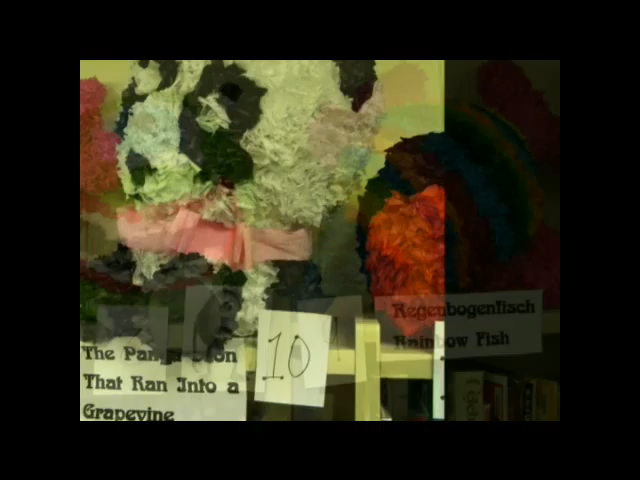 The
That Ran Into a
Grapevine
10
Regenbogenfisch
Rainbow Fish